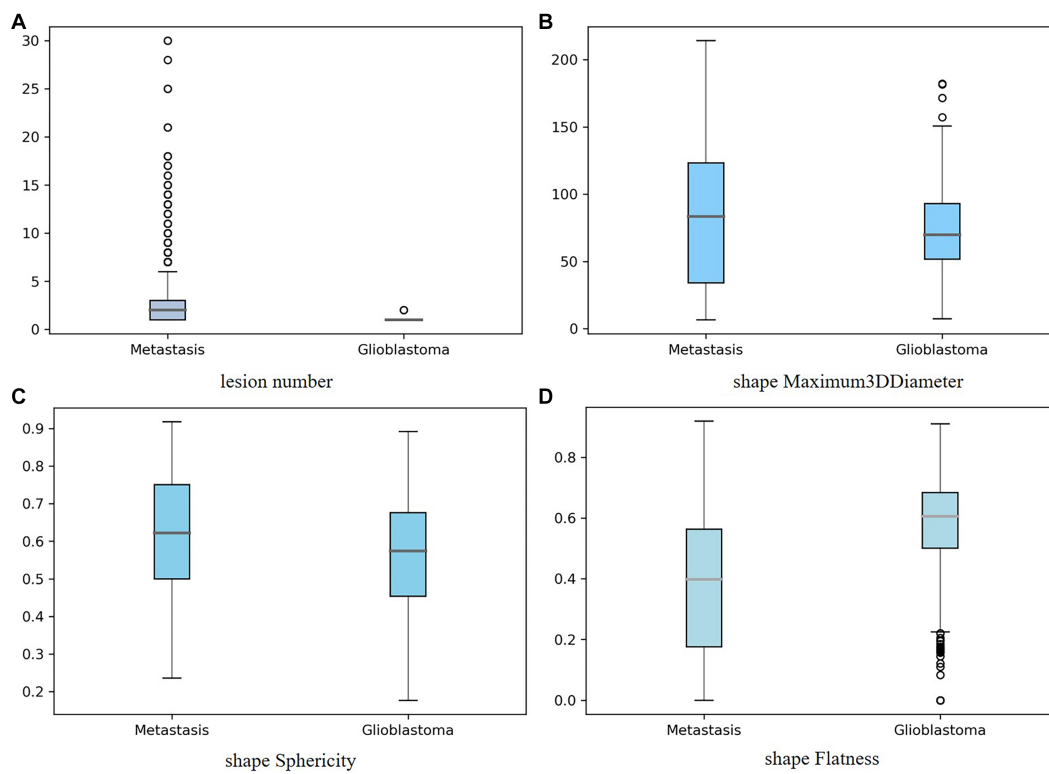 A
30
25
20
15
10
5
0
Metastasis Glioblastoma
lesion number
B
200
150
100
50
0
Metastasis Glioblastoma
shape Maximum3DDiameter
C
0.9
0.8
0.7
0.6
0.5
0.4
0.3
0.2
Metastasis Glioblastoma
shape Sphericity
D
0.8
0.6
0.4
0.2
0.0
Metastasis Glioblastoma
shape Flatness